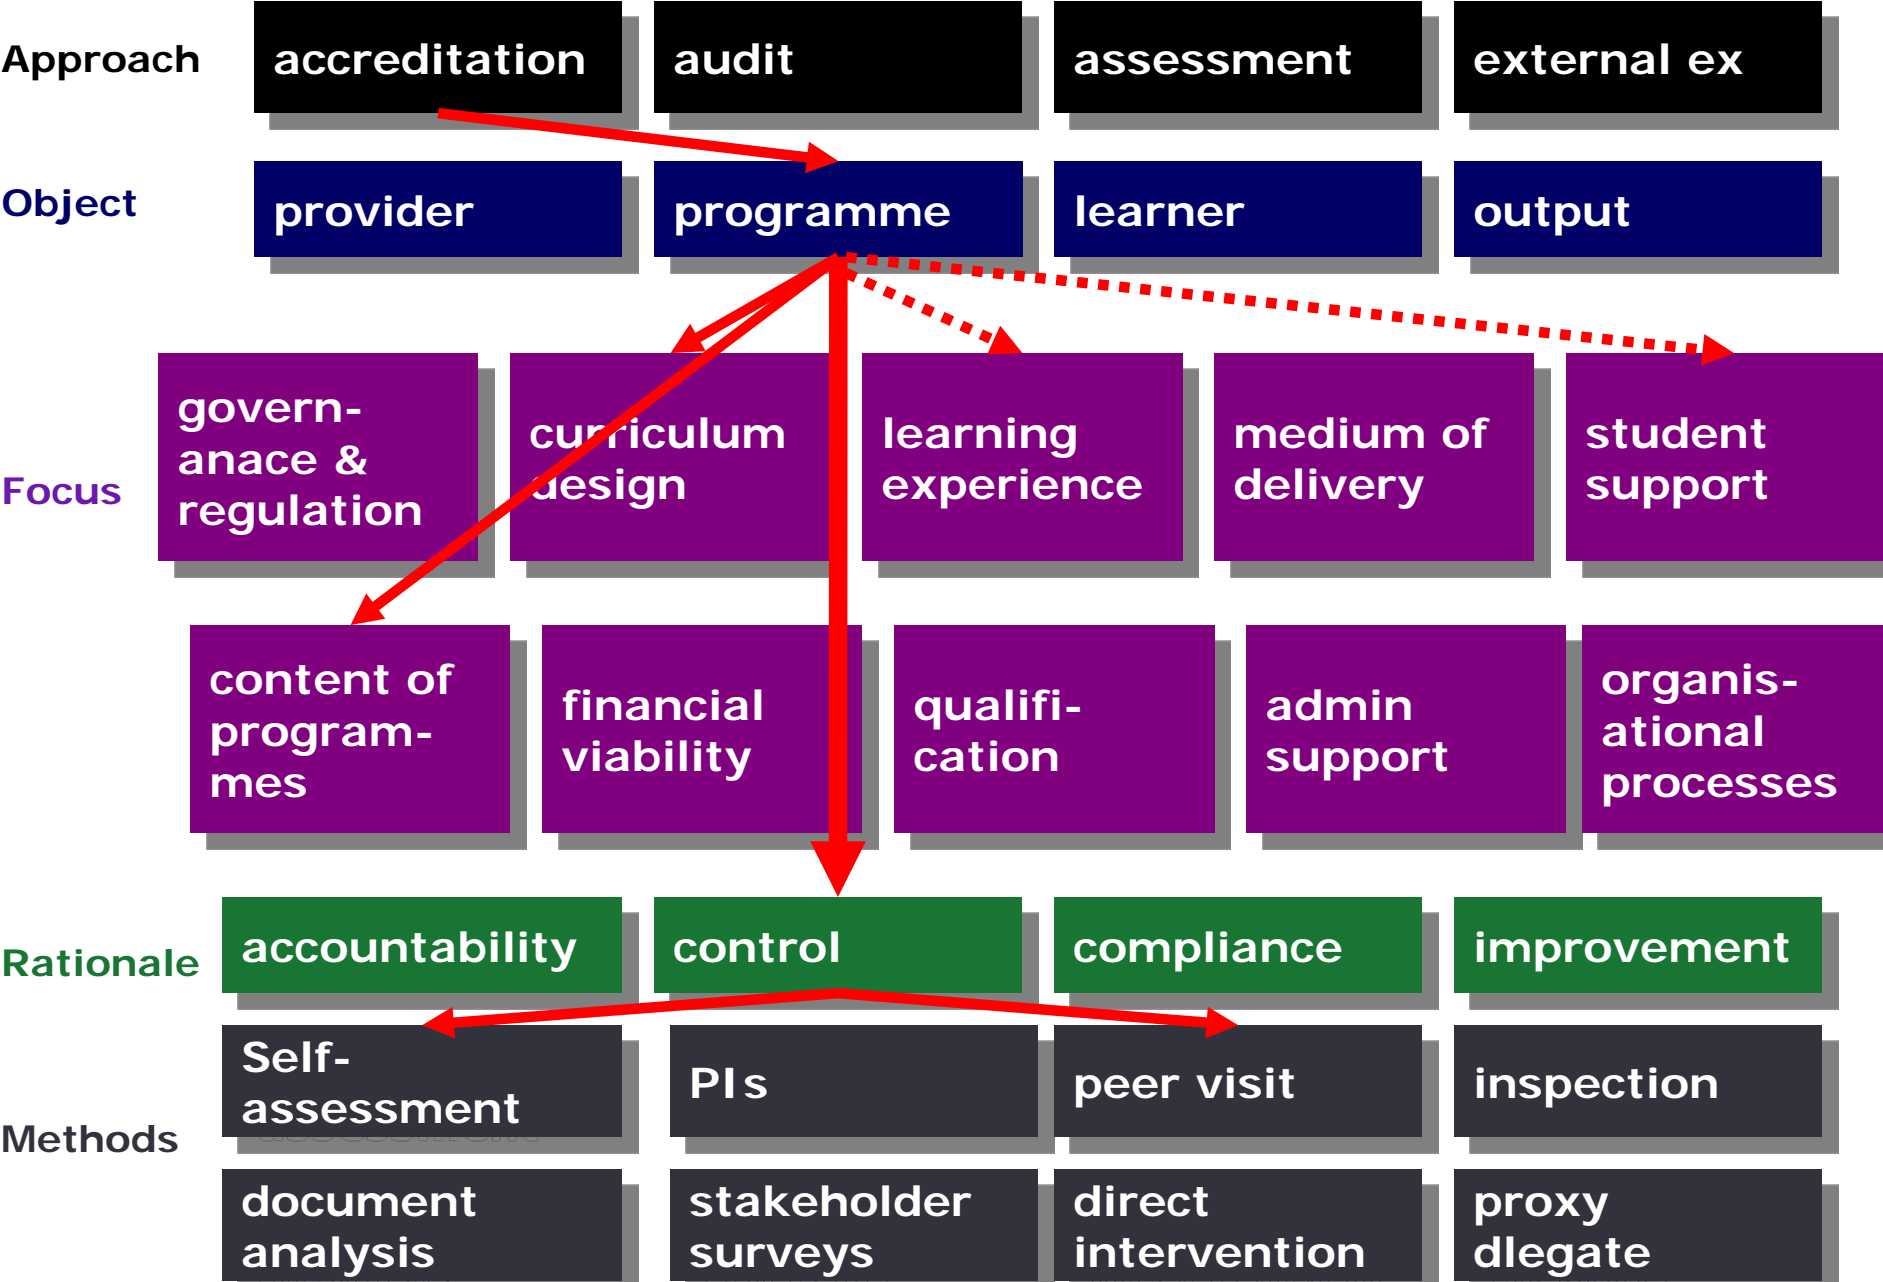 Approach
accreditation
audit
assessment
external ex
Object
provider
programme
learner
output
Focus
govern-
anace &
regulation
curriculum
design
learning
experience
medium of
delivery
student
support
content of
program-
mes
financial
viability
qualifi-
cation
admin
support
organis-
ational
processes
Rationale
accountability
control
compliance
improvement
Methods
Self-
assessment
PIs
peer visit
inspection
document
analysis
stakeholder
surveys
direct
intervention
proxy
dlegate